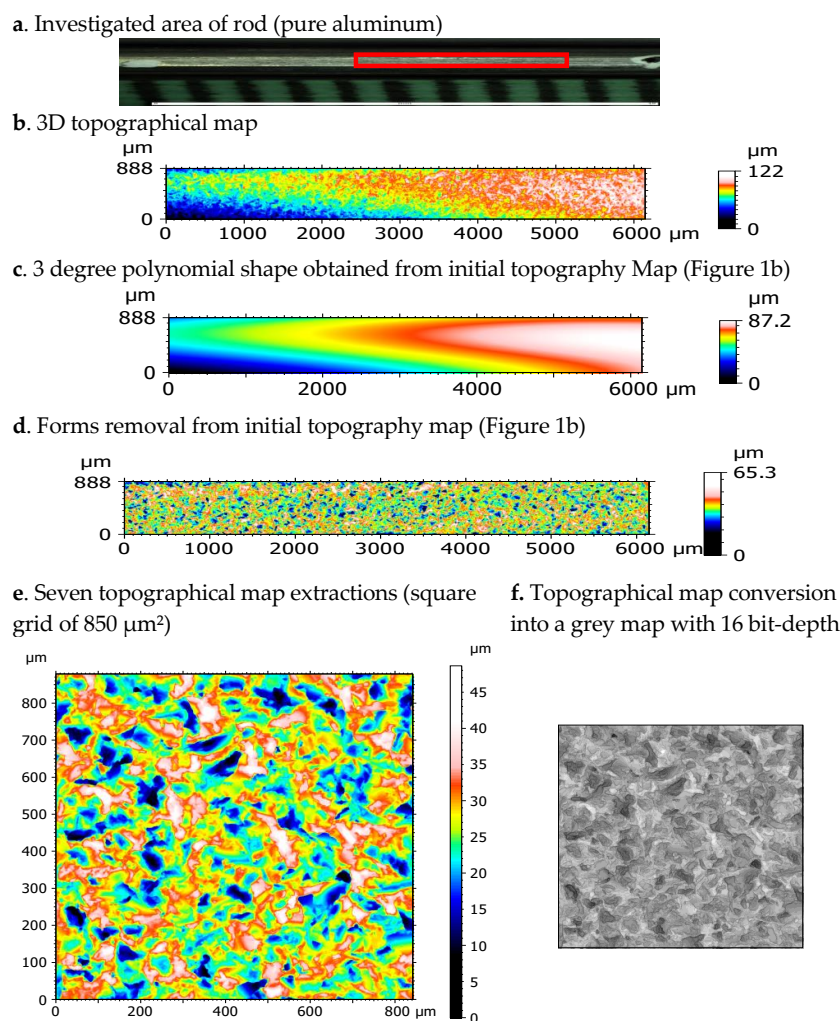 a. Investigated area of rod (pure aluminum)
b. 3D topographical map
µm
888
0
0 1000 2000 3000 4000 5000 6000
µm
µm
122
0
c. 3 degree polynomial shape obtained from initial topography Map (Figure 1b)
µm
888
0
0 2000 4000 6000 µm
87.2
0
d. Forms removal from initial topography map (Figure 1b)
µm
888
0
0 1000 2000 3000 4000 5000 6000
µm
µm
65.3
0
e. Seven topographical map extractions (square
grid of 850 µm²)
µm
800
700
600
500
400
300
200
100
0
0 200 400 600 800 µm
µm
45
40
35
30
25
20
15
10
5
0
f. Topographical map conversion
into a grey map with 16 bit-depth